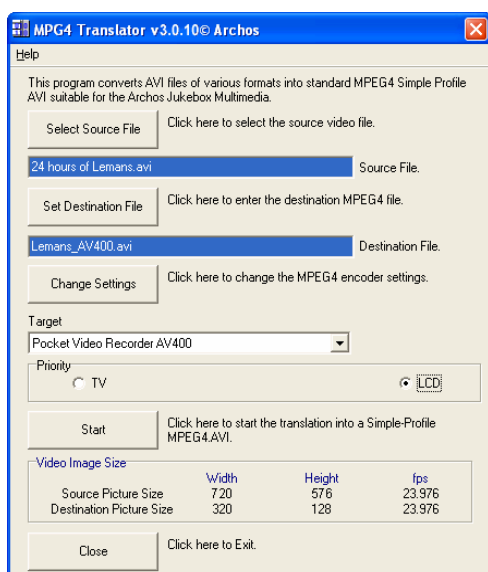 MPG4 Translator v3.0.10© Archos
Help
This program converts AVI files of various formats into standard MPEG4 Simple Profile
AVI suitable for the Archos Jukebox Multimedia.
Select Source File
Click here to select the source video file.
24 hours of Lemans.avi
Source File.
Set Destination File
Click here to enter the destination MPEG4 file.
Lemans_AV400.avi
Destination File.
Change Settings
Click here to change the MPEG4 encoder settings.
Target
Pocket Video Recorder AV400
Priority
TV
LCD
Start
Click here to start the translation into a Simple-Profile
MPEG4.AVI.
Video Image Size
Width Height fps
Source Picture Size 720 576 23.976
Destination Picture Size 320 128 23.976
Close
Click here to Exit.